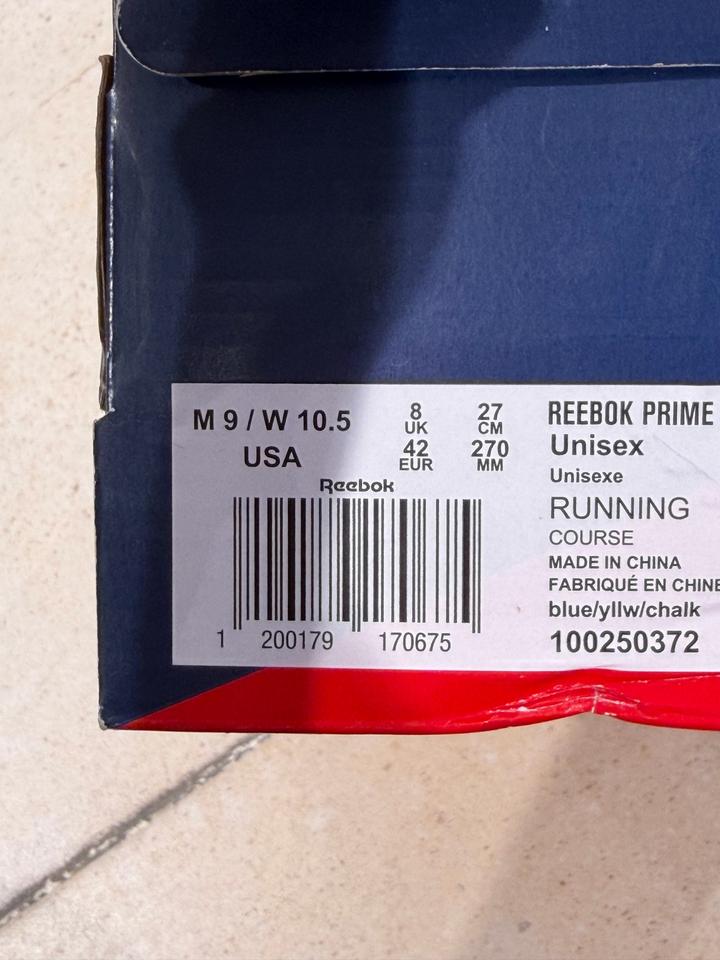 M 9 / W 10.5
USA
8
UK
42
EUR
27
CM
270
MM
Reebok
1 200179 170675
REEBOK PRIME
Unisex
Unisexe
RUNNING
COURSE
MADE IN CHINA
FABRIQUÉ EN CHINE
blue/yllw/chalk
100250372